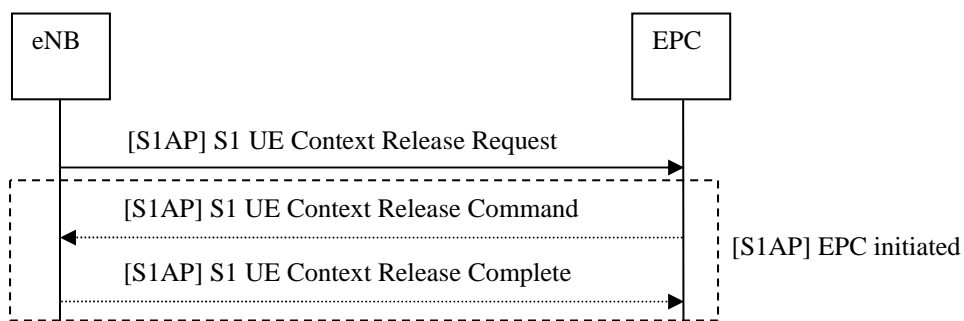 eNB
EPC
[S1AP] S1 UE Context Release Request
[S1AP] S1 UE Context Release Command
[S1AP] EPC initiated
[S1AP] S1 UE Context Release Complete